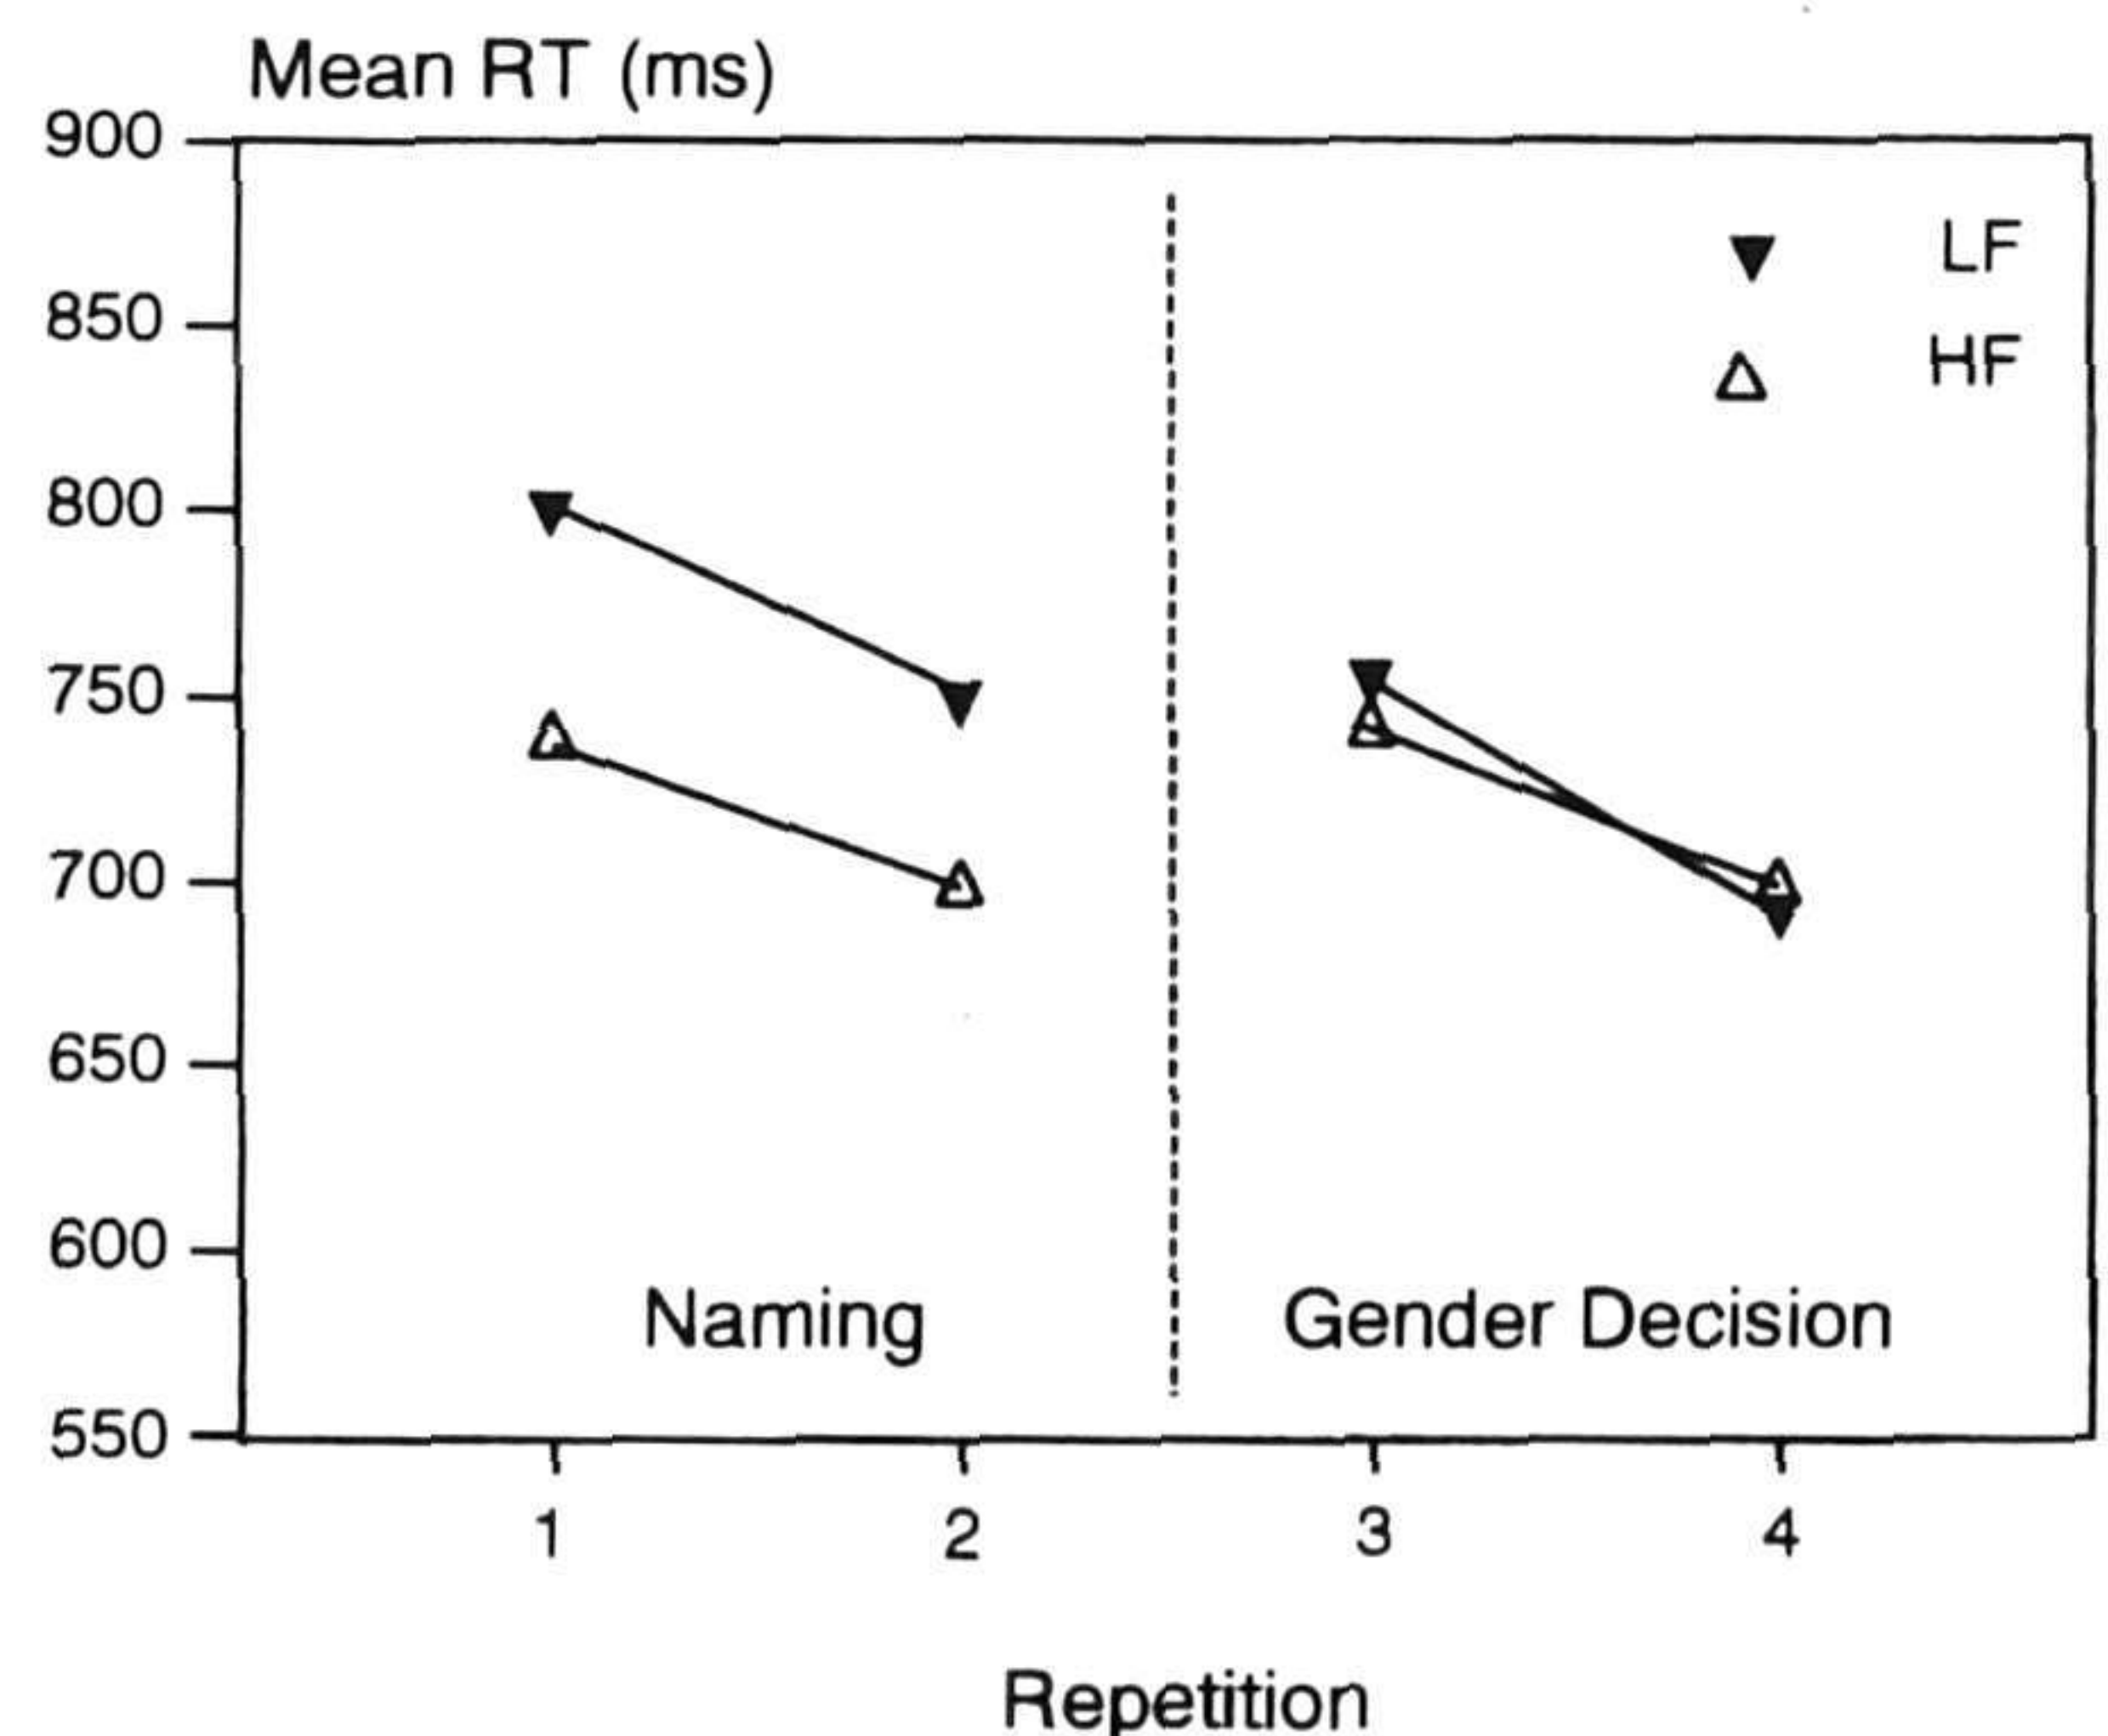 Mean RT (ms)
900
850
800
750
700
650
600
550
LF
HF
Naming
Gender Decision
1 2 3 4
Repetition